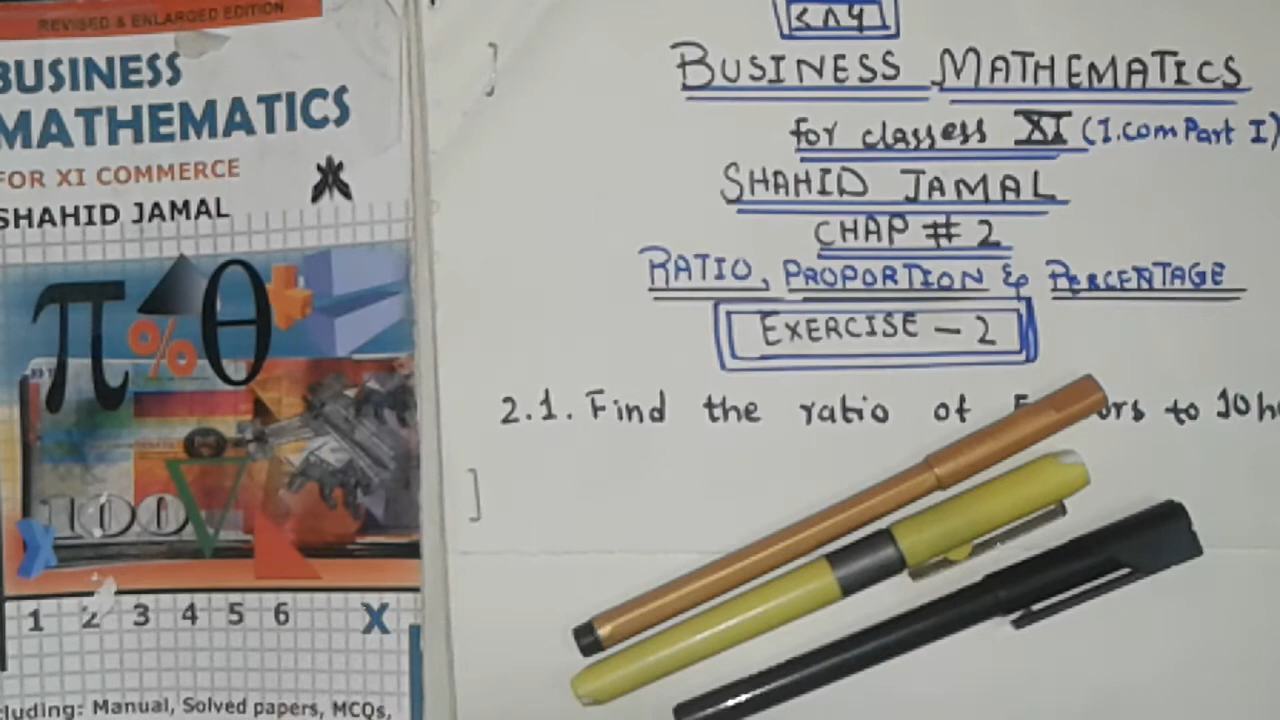 REVISED & ENLARGED EDITION
BUSINESS
MATHEMATICS
FOR XI COMMERCE
SHAHID JAMAL
π % θ
100
1 2 3 4 5 6 X
Manual, Solved papers, MCQs,
BUSINESS MATHEMATICS
for classess XI (I.com Part I)
SHAHID JAMAL
CHAP # 2
RATIO, PROPORTION & PERCENTAGE
EXERCISE - 2
2.1. Find the ratio of to 10